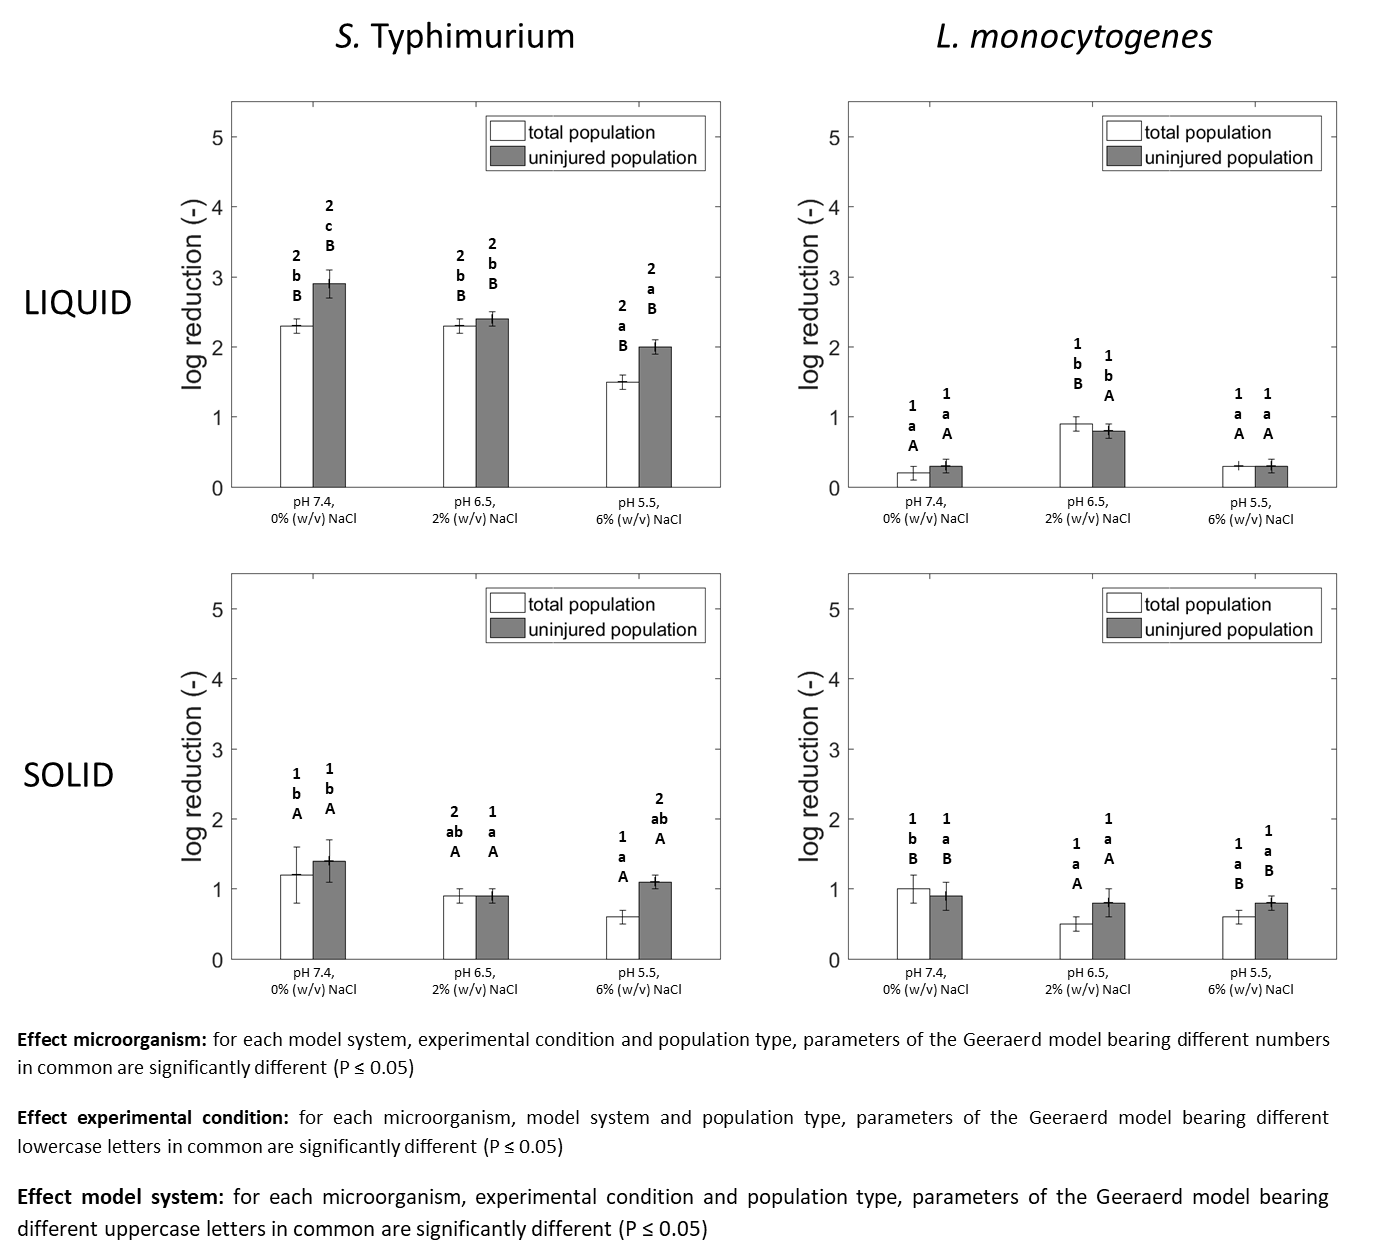 S. Typhimurium
L. monocytogenes
LIQUID
log reduction (-)
5
4
3
2
1
0
total population
uninjured population
2
b
B
2
c
B
2
b
B
2
b
B
2
a
B
2
a
B
pH 7.4,
0% (w/v) NaCl
pH 6.5,
2% (w/v) NaCl
pH 5.5,
6% (w/v) NaCl
log reduction (-)
5
4
3
2
1
0
total population
uninjured population
1
a
A
1
a
A
1
b
B
1
b
A
1
a
A
1
a
A
pH 7.4,
0% (w/v) NaCl
pH 6.5,
2% (w/v) NaCl
pH 5.5,
6% (w/v) NaCl
SOLID
log reduction (-)
5
4
3
2
1
0
total population
uninjured population
1
b
A
1
b
A
2
ab
A
1
a
A
1
a
A
2
ab
A
pH 7.4,
0% (w/v) NaCl
pH 6.5,
2% (w/v) NaCl
pH 5.5,
6% (w/v) NaCl
log reduction (-)
5
4
3
2
1
0
total population
uninjured population
1
b
B
1
a
B
1
a
A
1
a
A
1
a
B
1
a
B
pH 7.4,
0% (w/v) NaCl
pH 6.5,
2% (w/v) NaCl
pH 5.5,
6% (w/v) NaCl
Effect microorganism: for each model system, experimental condition and population type, parameters of the Geeraerd model bearing different numbers
in common are significantly different (P ≤ 0.05)
Effect experimental condition: for each microorganism, model system and population type, parameters of the Geeraerd model bearing different
lowercase letters in common are significantly different (P ≤ 0.05)
Effect model system: for each microorganism, experimental condition and population type, parameters of the Geeraerd model bearing
different uppercase letters in common are significantly different (P ≤ 0.05)